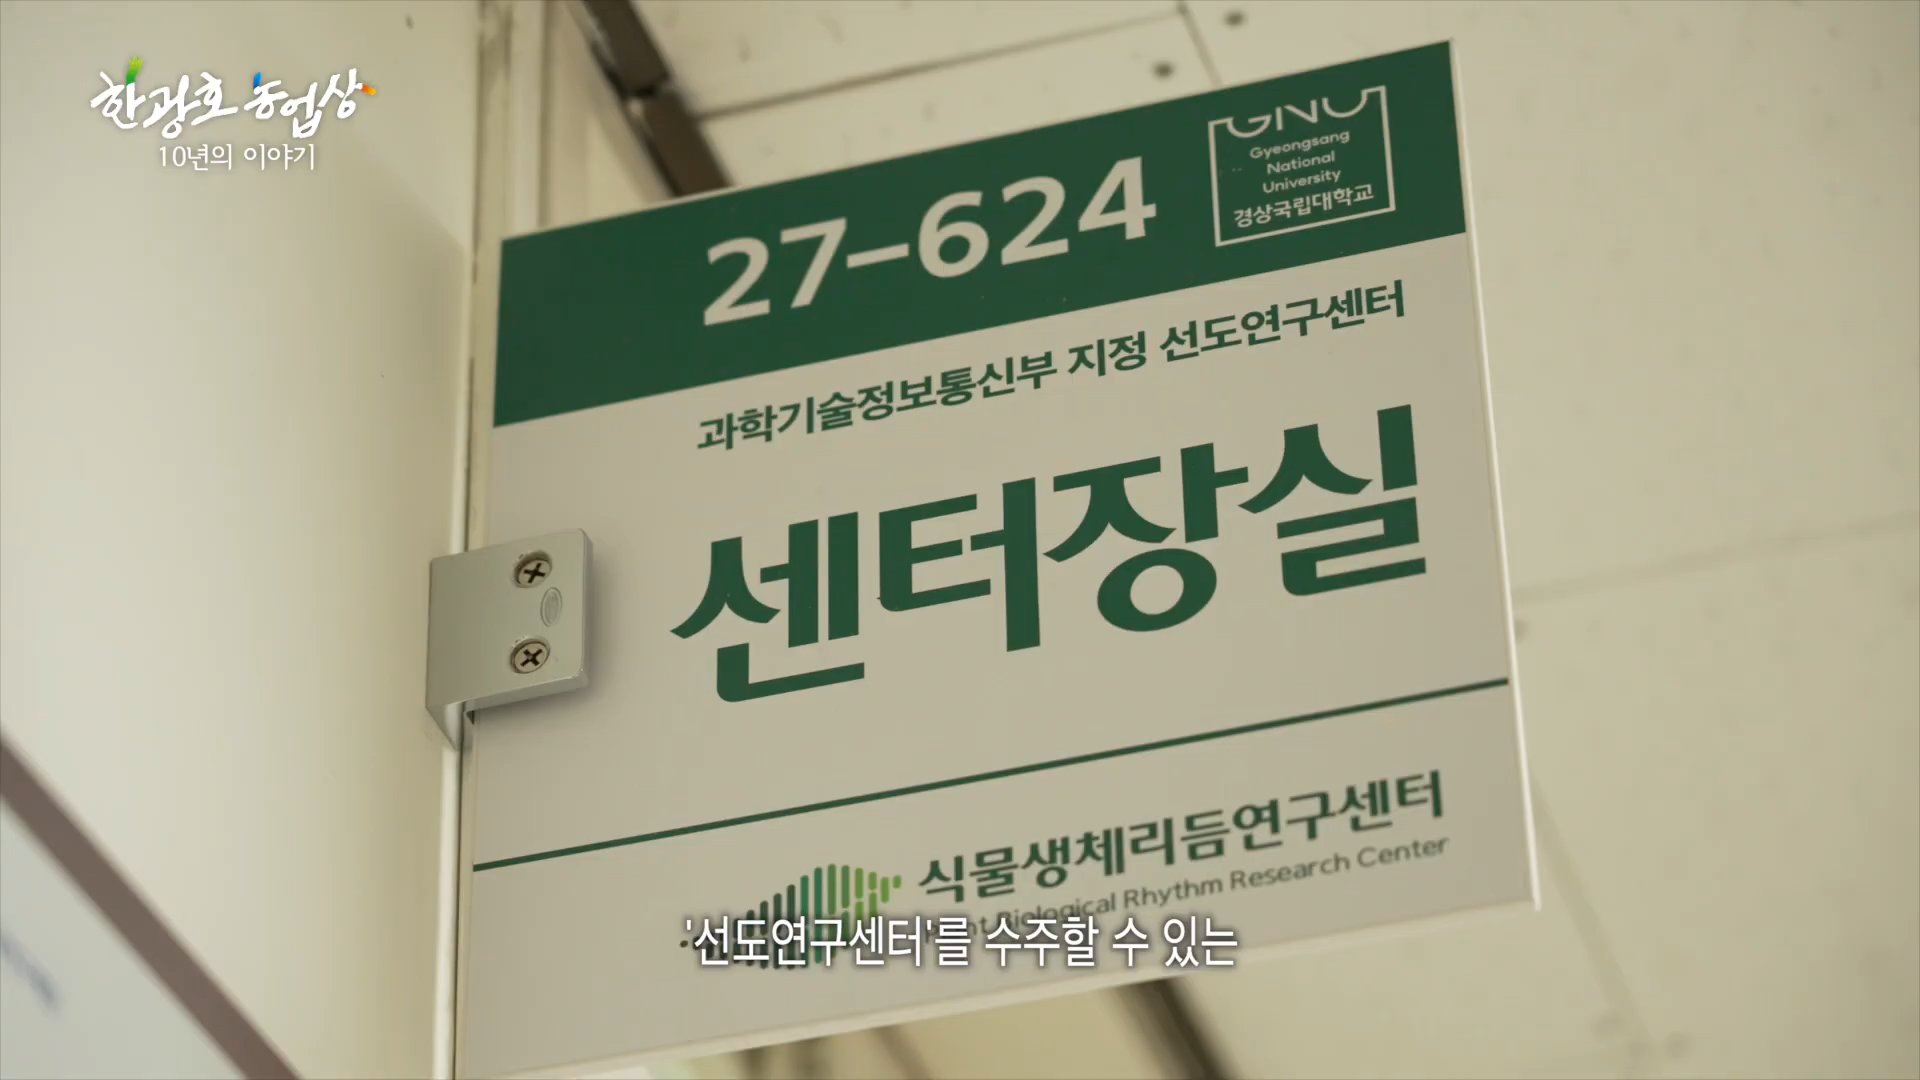 한광호 농업상
10년의 이야기
27-624
GNU
Gyeongsang
National
University
경상국립대학교
과학기술정보통신부 지정 선도연구센터
센터장실
식물생체리듬연구센터
Biological Rhythm Research Center
'선도연구센터'를 수주할 수 있는